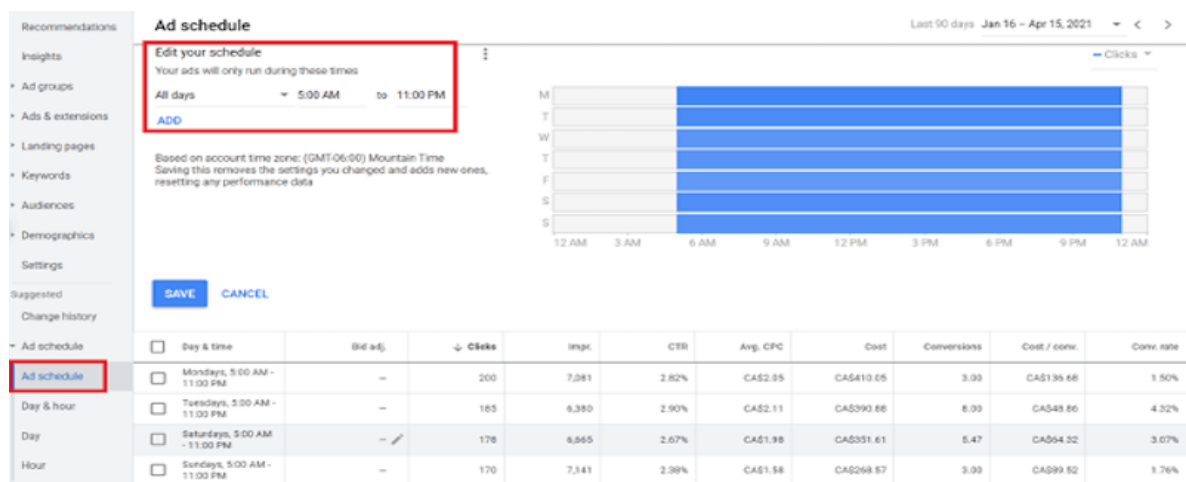 Recommendations
Insights
Ad groups
Ads & extensions
Landing pages
Keywords
Audiences
Demographics
Settings
Suggested
Change history
Ad schedule
Ad schedule
Day & hour
Day
Hour
Ad schedule
Last 90 days Jan 16 – Apr 15, 2021
Edit your schedule
Your ads will only run during these times
All days 5:00 AM to 11:00 PM
ADD
Based on account time zone: (GMT-06:00) Mountain Time
Saving this removes the settings you changed and adds new ones,
resetting any performance data
Clicks
M
T
W
T
F
S
S
12 AM 3 AM 6 AM 9 AM 12 PM 3 PM 6 PM 9 PM 12 AM
SAVE CANCEL
Day & time Bid adj. Clicks Impr. CTR Avg. CPC Cost Conversions Cost / conv. Conv. rate
Mondays, 5:00 AM -
11:00 PM – 200 7,081 2.82% CA$2.05 CA$410.05 3.00 CA$136.68 1.50%
Tuesdays, 5:00 AM -
11:00 PM – 185 6,380 2.90% CA$2.11 CA$390.88 8.00 CA$48.86 4.32%
Saturdays, 5:00 AM
- 11:00 PM – 178 6,665 2.67% CA$1.98 CA$351.61 5.47 CA$64.32 3.07%
Sundays, 5:00 AM -
11:00 PM – 170 7,141 2.38% CA$1.58 CA$268.57 3.00 CA$89.52 1.76%